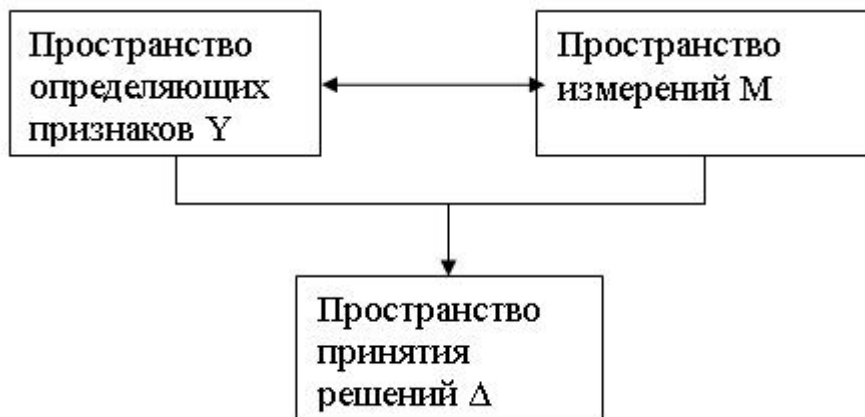 Пространство
определяющих
признаков Y
Пространство
измерений M
Пространство
принятия
решений Δ